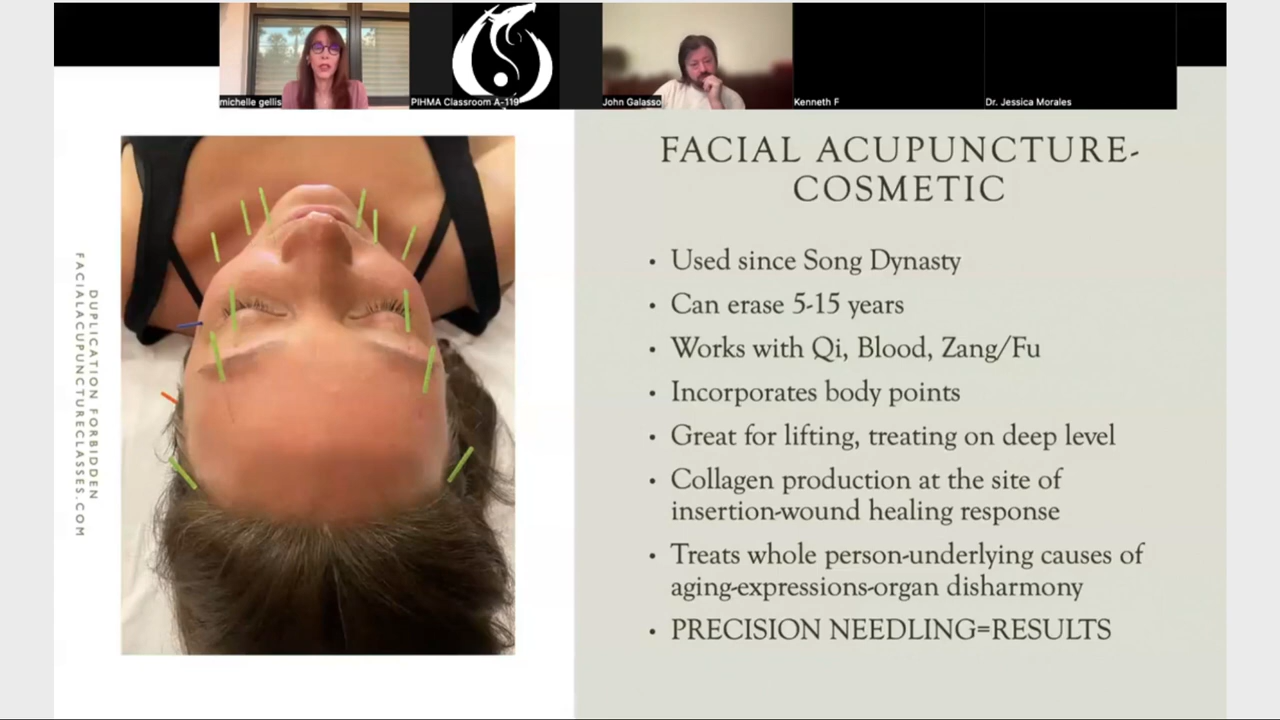 michelle gellis
PIHMA Classroom A-119
John Galasso
Kenneth F
Dr. Jessica Morales
DUPLICATION FORBIDDEN
FACIALACUPUNCTURECLASSES.COM
FACIAL ACUPUNCTURE-
COSMETIC
• Used since Song Dynasty
• Can erase 5-15 years
• Works with Qi, Blood, Zang/Fu
• Incorporates body points
• Great for lifting, treating on deep level
• Collagen production at the site of
insertion-wound healing response
• Treats whole person-underlying causes of
aging-expressions-organ disharmony
• PRECISION NEEDLING=RESULTS